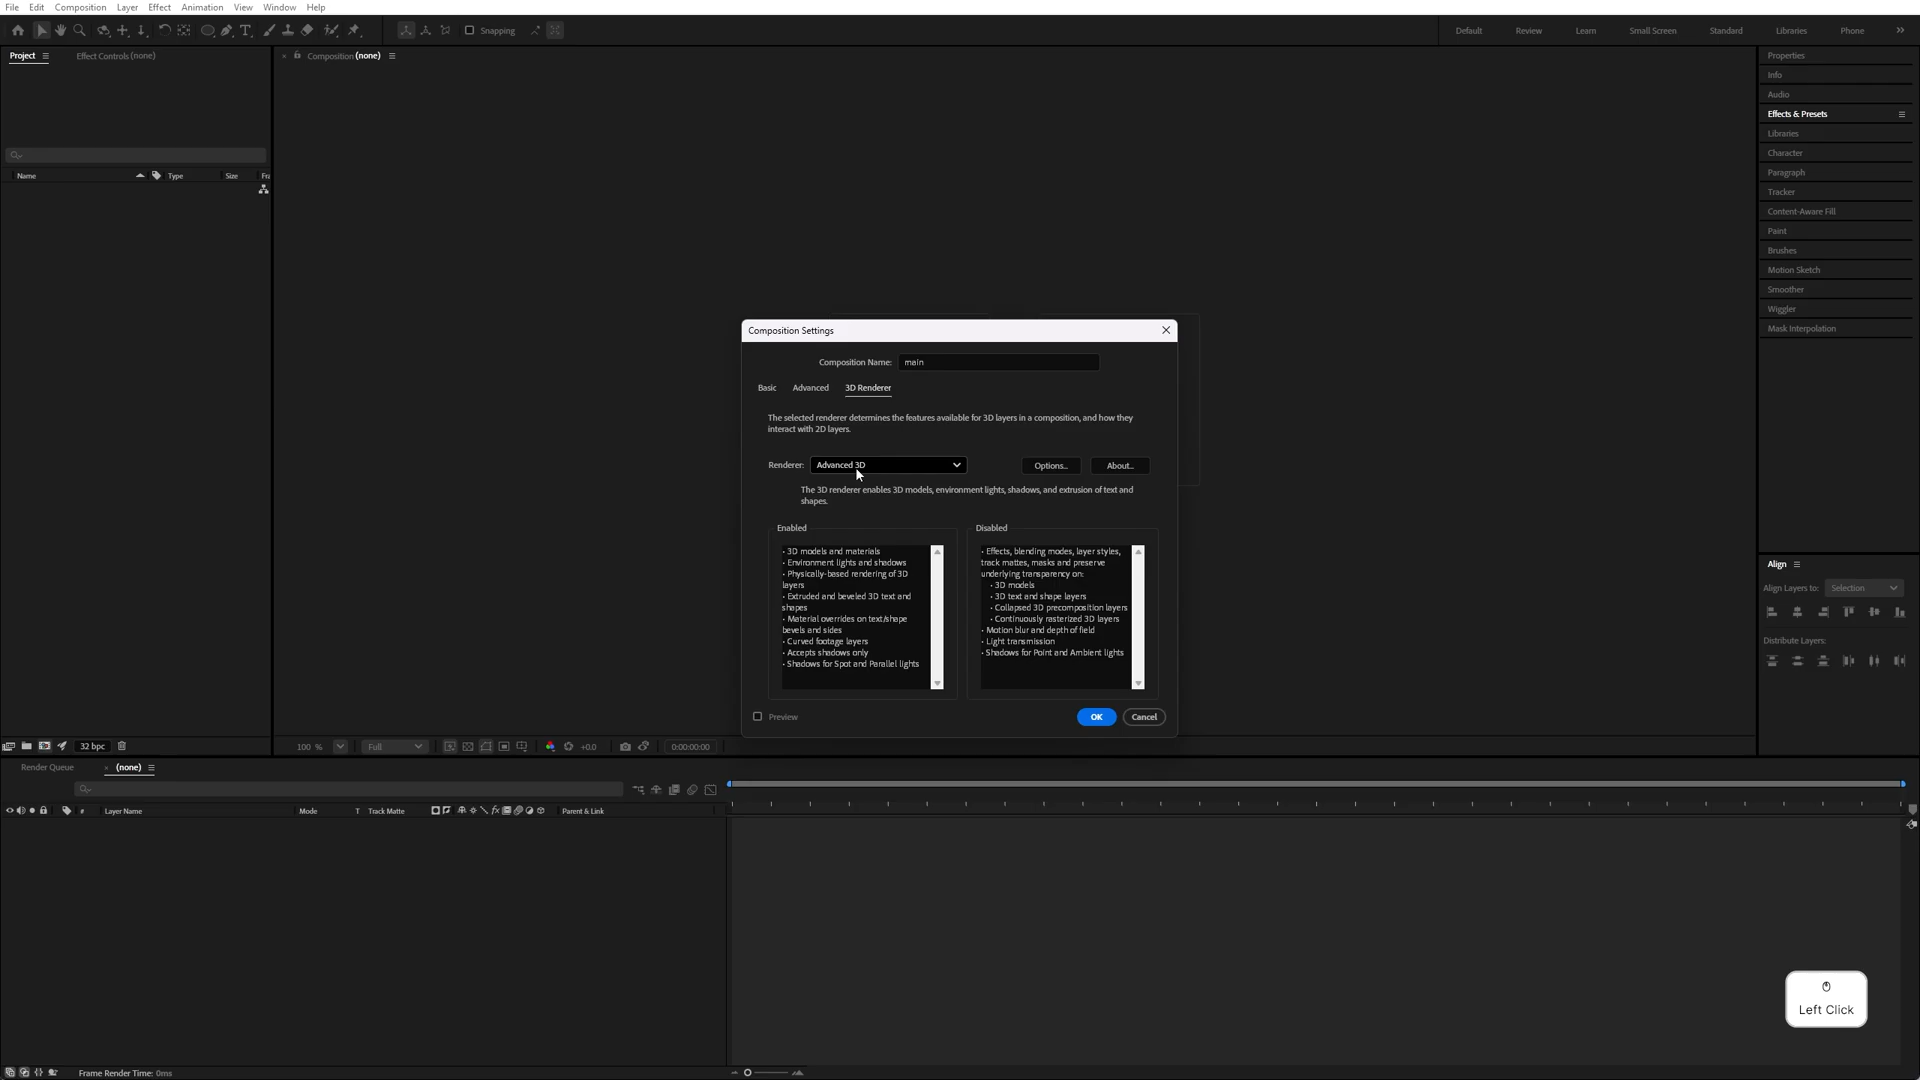 File Edit Composition Layer Effect Animation View Window Help
Snapping
Default Review Learn Small Screen Standard Libraries Phone
Project Effect Controls (none)
Composition (none)
Name Type Size Fra
Properties
Info
Audio
Effects & Presets
Libraries
Character
Paragraph
Tracker
Content-Aware Fill
Paint
Brushes
Motion Sketch
Smoother
Wiggler
Mask Interpolation
Composition Settings
Composition Name: main
Basic Advanced 3D Renderer
The selected renderer determines the features available for 3D layers in a composition, and how they
interact with 2D layers.
Renderer: Advanced 3D Options... About...
The 3D renderer enables 3D models, environment lights, shadows, and extrusion of text and
shapes.
Enabled
• 3D models and materials
• Environment lights and shadows
• Physically-based rendering of 3D
layers
• Extruded and beveled 3D text and
shapes
• Material overrides on text/shape
bevels and sides
• Curved footage layers
• Accepts shadows only
• Shadows for Spot and Parallel lights
Disabled
• Effects, blending modes, layer styles,
track mattes, masks and preserve
underlying transparency on:
• 3D models
• 3D text and shape layers
• Collapsed 3D precomposition layers
• Continuously rasterized 3D layers
• Motion blur and depth of field
• Light transmission
• Shadows for Point and Ambient lights
Preview OK Cancel
Align
Align Layers to: Selection
Distribute Layers:
32 bpc
100 % Full +0.0 0:00:00:00
Render Queue (none)
# Layer Name Mode T Track Matte fx Parent & Link
Left Click
Frame Render Time: 0ms